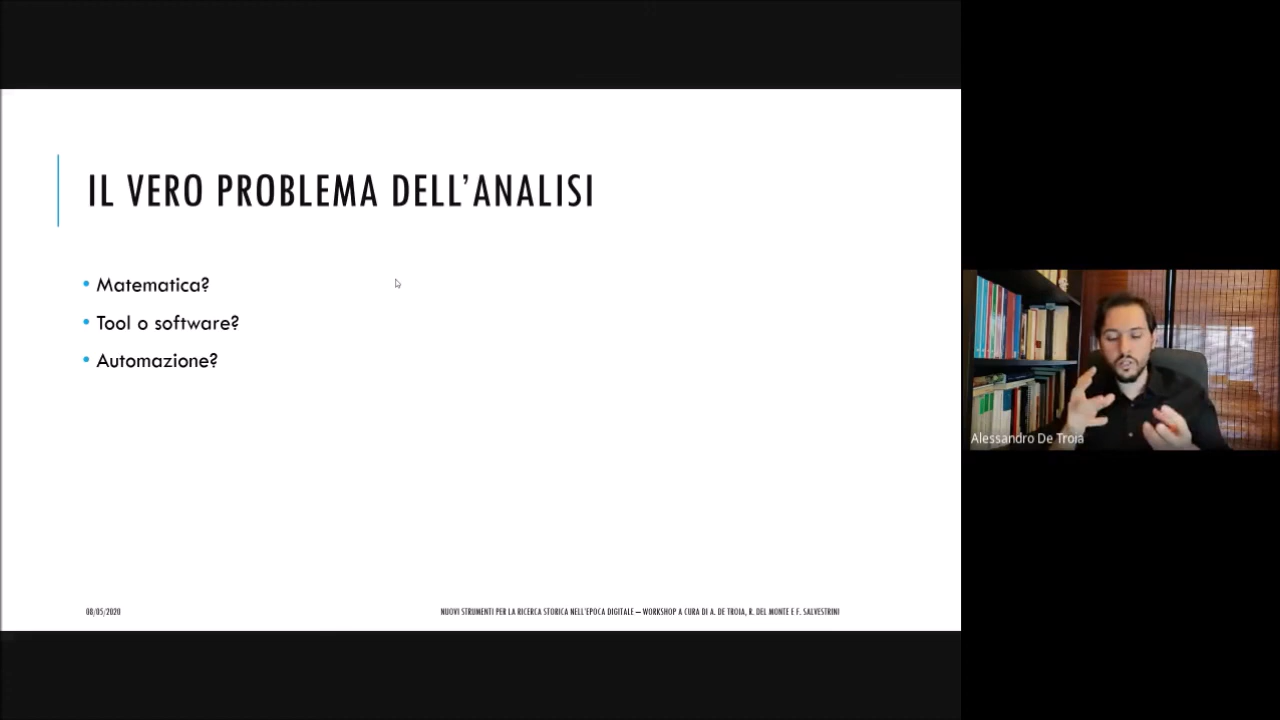 IL VERO PROBLEMA DELL'ANALISI
• Matematica?
• Tool o software?
• Automazione?
08/05/2020
NUOVI STRUMENTI PER LA RICERCA STORICA NELL'EPOCA DIGITALE – WORKSHOP A CURA DI A. DE TROIA, R. DEL MONTE E F. SALVESTRINI
Alessandro De Troia